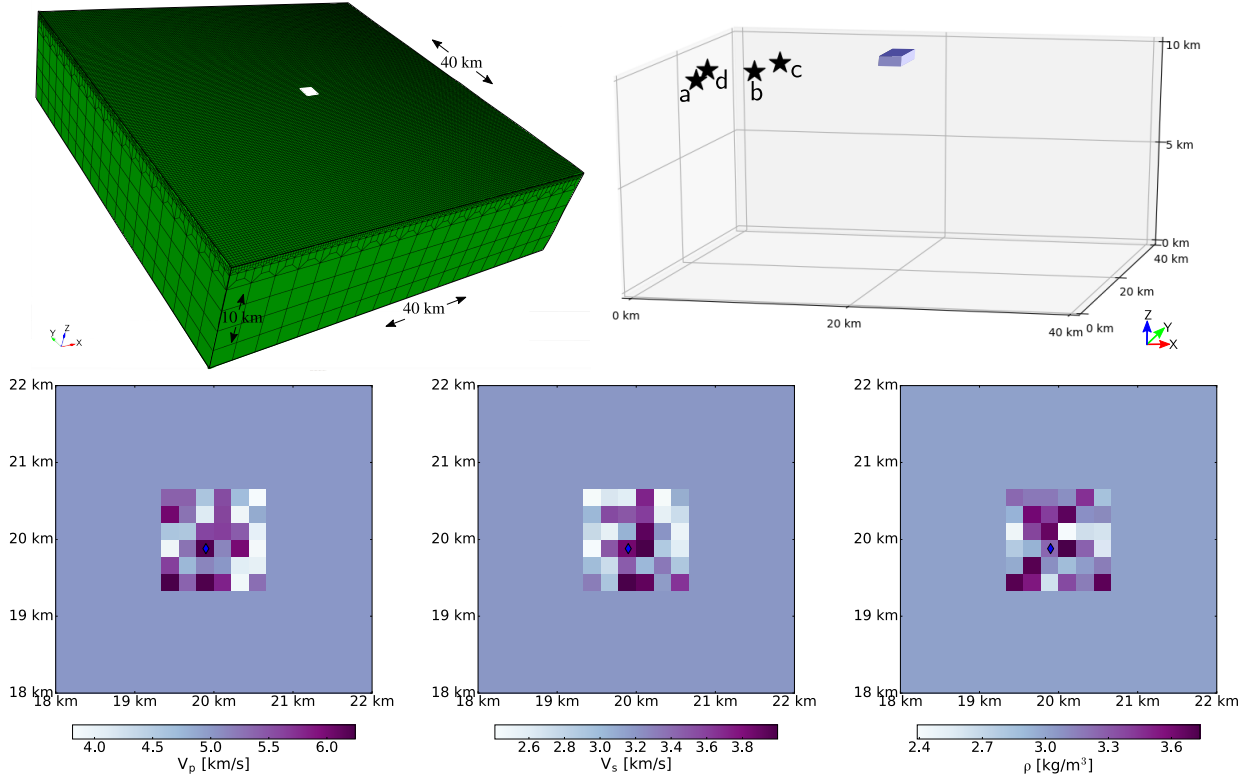 40 km
40 km
10 km
Y
Z
X
a
d
b
c
10 km
5 km
0 km
40 km
20 km
0 km
0 km
20 km
40 km
Z
Y
X
22 km
21 km
20 km
19 km
18 km
18 km 19 km 20 km 21 km 22 km
4.0 4.5 5.0 5.5 6.0
V_p [km/s]
22 km
21 km
20 km
19 km
18 km
18 km 19 km 20 km 21 km 22 km
2.6 2.8 3.0 3.2 3.4 3.6 3.8
V_s [km/s]
22 km
21 km
20 km
19 km
18 km
18 km 19 km 20 km 21 km 22 km
2.4 2.7 3.0 3.3 3.6
ρ [kg/m³]